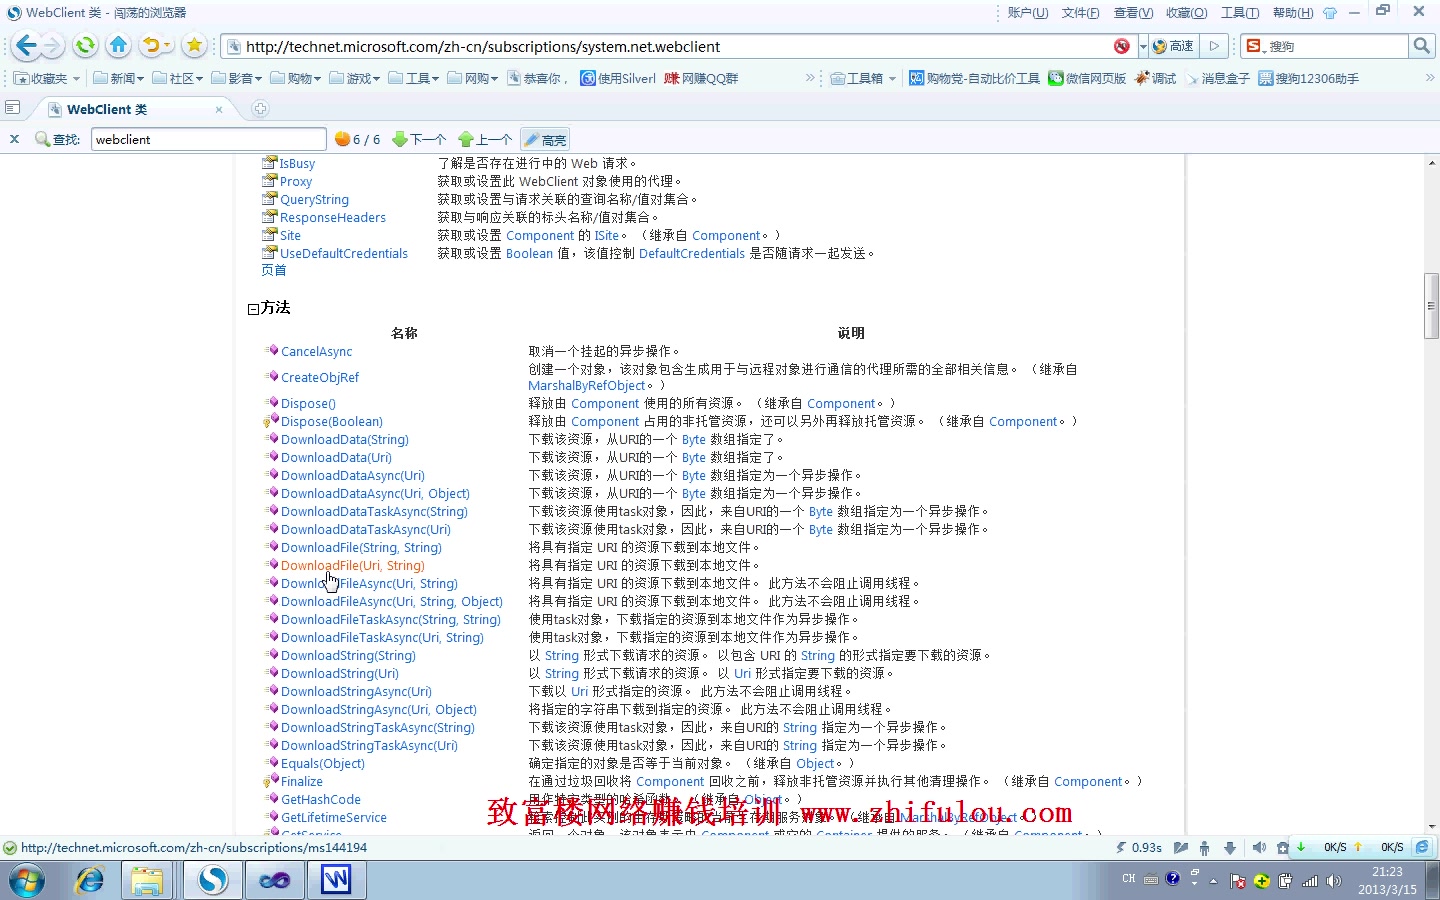 WebClient 类 - 闯荡的浏览器
账户(U) 文件(F) 查看(V) 收藏(O) 工具(T) 帮助(H)
http://technet.microsoft.com/zh-cn/subscriptions/system.net.webclient
高速
搜狗
收藏夹 新闻 社区 影音 购物 游戏 工具 网购 恭喜你， 使用Silverl 网赚QQ群 » 工具箱 购物党-自动比价工具 微信网页版 调试 消息盒子 搜狗12306助手 »
WebClient 类
查找: webclient 6 / 6 下一个 上一个 高亮
IsBusy 了解是否存在进行中的 Web 请求。
Proxy 获取或设置此 WebClient 对象使用的代理。
QueryString 获取或设置与请求关联的查询名称/值对集合。
ResponseHeaders 获取与响应关联的标头名称/值对集合。
Site 获取或设置 Component 的 ISite。 （继承自 Component。）
UseDefaultCredentials 获取或设置 Boolean 值，该值控制 DefaultCredentials 是否随请求一起发送。
页首
方法
名称 说明
CancelAsync 取消一个挂起的异步操作。
CreateObjRef 创建一个对象，该对象包含生成用于与远程对象进行通信的代理所需的全部相关信息。 （继承自
MarshalByRefObject。）
Dispose() 释放由 Component 使用的所有资源。 （继承自 Component。）
Dispose(Boolean) 释放由 Component 占用的非托管资源，还可以另外再释放托管资源。 （继承自 Component。）
DownloadData(String) 下载该资源，从URI的一个 Byte 数组指定了。
DownloadData(Uri) 下载该资源，从URI的一个 Byte 数组指定了。
DownloadDataAsync(Uri) 下载该资源，从URI的一个 Byte 数组指定为一个异步操作。
DownloadDataAsync(Uri, Object) 下载该资源，从URI的一个 Byte 数组指定为一个异步操作。
DownloadDataTaskAsync(String) 下载该资源使用task对象，因此，来自URI的一个 Byte 数组指定为一个异步操作。
DownloadDataTaskAsync(Uri) 下载该资源使用task对象，因此，来自URI的一个 Byte 数组指定为一个异步操作。
DownloadFile(String, String) 将具有指定 URI 的资源下载到本地文件。
DownloadFile(Uri, String) 将具有指定 URI 的资源下载到本地文件。
DownloadFileAsync(Uri, String) 将具有指定 URI 的资源下载到本地文件。 此方法不会阻止调用线程。
DownloadFileAsync(Uri, String, Object) 将具有指定 URI 的资源下载到本地文件。 此方法不会阻止调用线程。
DownloadFileTaskAsync(String, String) 使用task对象，下载指定的资源到本地文件作为异步操作。
DownloadFileTaskAsync(Uri, String) 使用task对象，下载指定的资源到本地文件作为异步操作。
DownloadString(String) 以 String 形式下载请求的资源。 以包含 URI 的 String 的形式指定要下载的资源。
DownloadString(Uri) 以 String 形式下载请求的资源。 以 Uri 形式指定要下载的资源。
DownloadStringAsync(Uri) 下载以 Uri 形式指定的资源。 此方法不会阻止调用线程。
DownloadStringAsync(Uri, Object) 将指定的字符串下载到指定的资源。 此方法不会阻止调用线程。
DownloadStringTaskAsync(String) 下载该资源使用task对象，因此，来自URI的 String 指定为一个异步操作。
DownloadStringTaskAsync(Uri) 下载该资源使用task对象，因此，来自URI的 String 指定为一个异步操作。
Equals(Object) 确定指定的对象是否等于当前对象。 （继承自 Object。）
Finalize 在通过垃圾回收将 Component 回收之前，释放非托管资源并执行其他清理操作。 （继承自 Component。）
GetHashCode 用作特定类型的哈希函数。 （继承自 Object。）
致富楼网络赚钱培训 www.zhifulou.com
GetLifetimeService
GetService
http://technet.microsoft.com/zh-cn/subscriptions/ms144194
0.93s 0K/S 0K/S
CH 21:23
2013/3/15